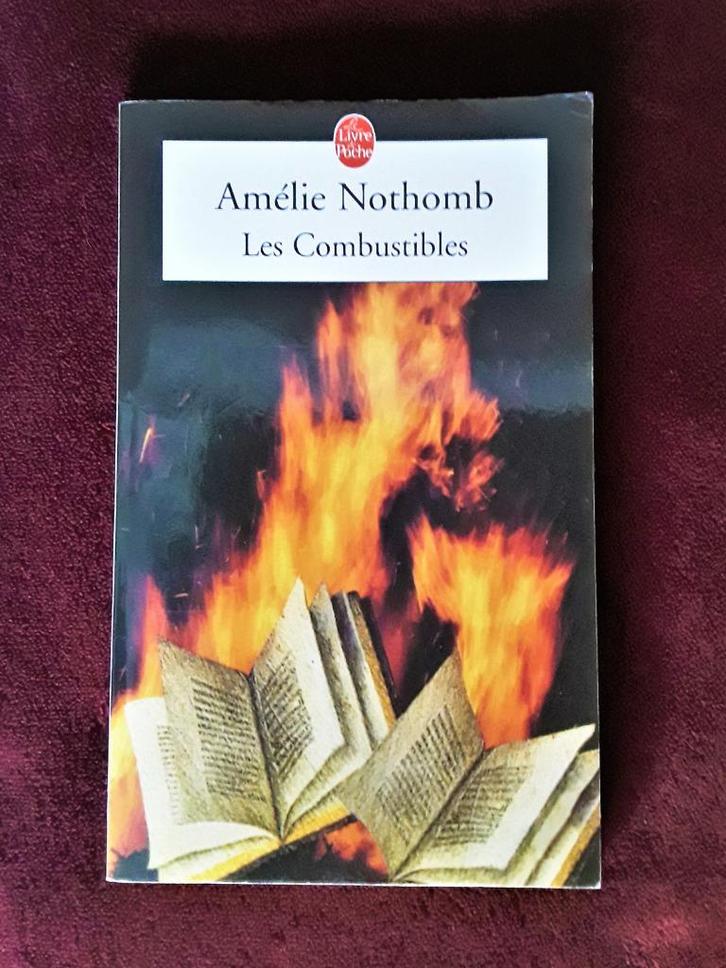 Le
Livre
de
Poche
Amélie Nothomb
Les Combustibles